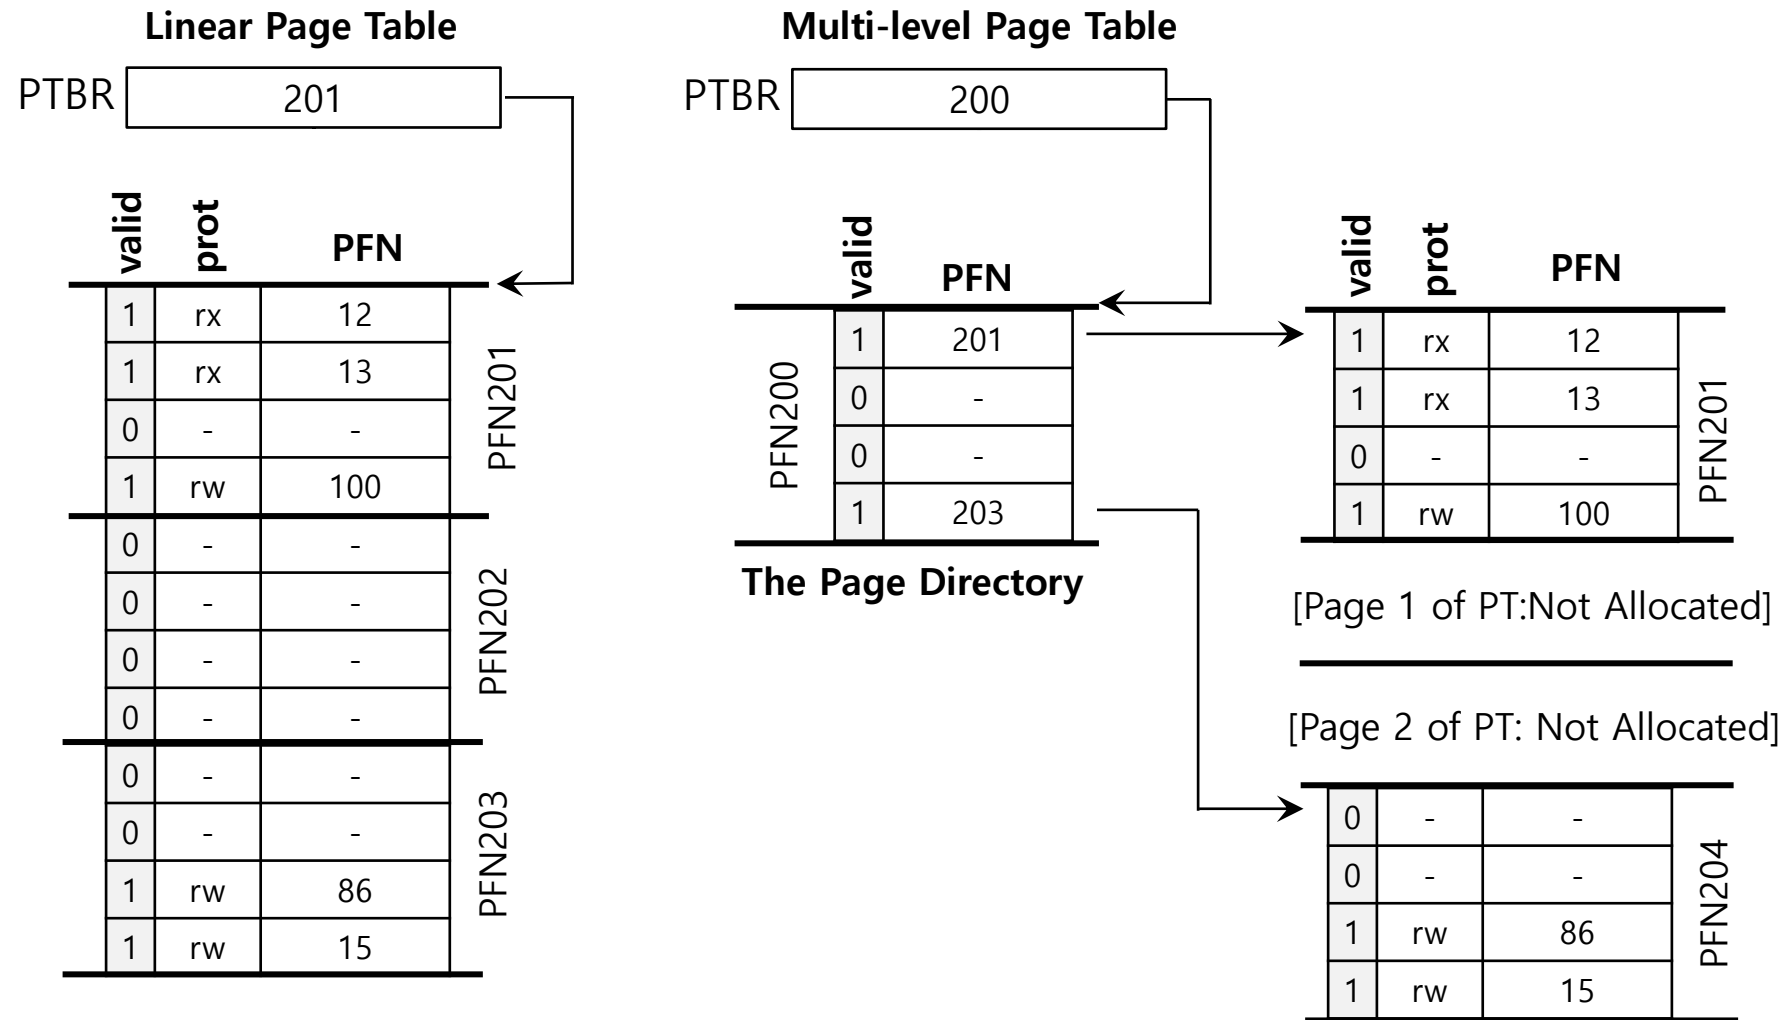 Linear Page Table
PTBR 201
valid prot PFN
1 rx 12
1 rx 13
0 - -
1 rw 100
PFN201
0 - -
0 - -
0 - -
0 - -
PFN202
0 - -
0 - -
1 rw 86
1 rw 15
PFN203
Multi-level Page Table
PTBR 200
valid PFN
1 201
0 -
0 -
1 203
PFN200
The Page Directory
valid prot PFN
1 rx 12
1 rx 13
0 - -
1 rw 100
PFN201
[Page 1 of PT:Not Allocated]
[Page 2 of PT: Not Allocated]
0 - -
0 - -
1 rw 86
1 rw 15
PFN204